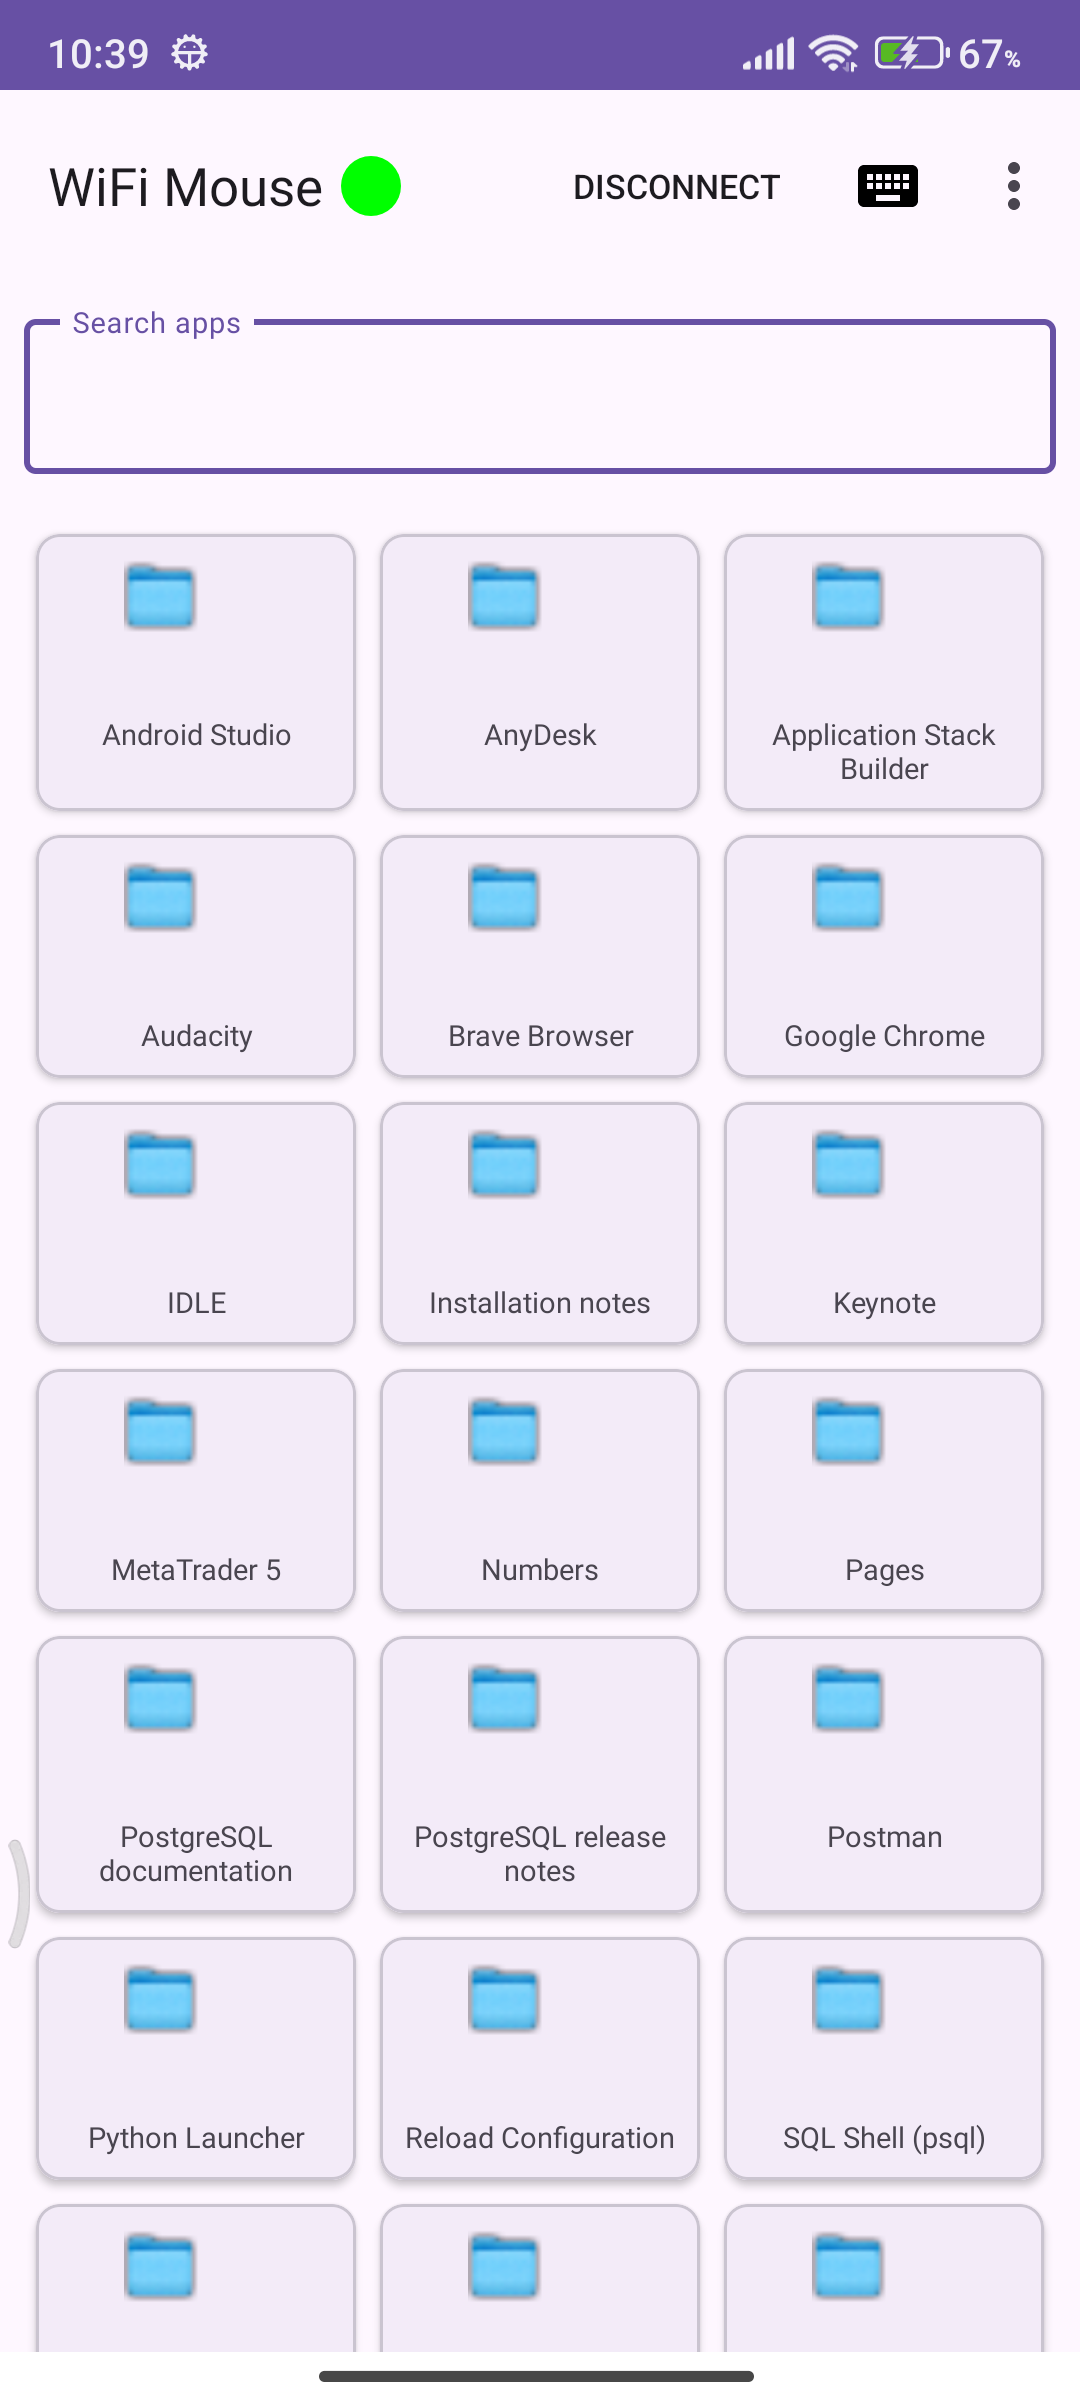 10:39
67%
WiFi Mouse
DISCONNECT
Search apps
Android Studio
AnyDesk
Application Stack
Builder
Audacity
Brave Browser
Google Chrome
IDLE
Installation notes
Keynote
MetaTrader 5
Numbers
Pages
PostgreSQL
documentation
PostgreSQL release
notes
Postman
Python Launcher
Reload Configuration
SQL Shell (psql)